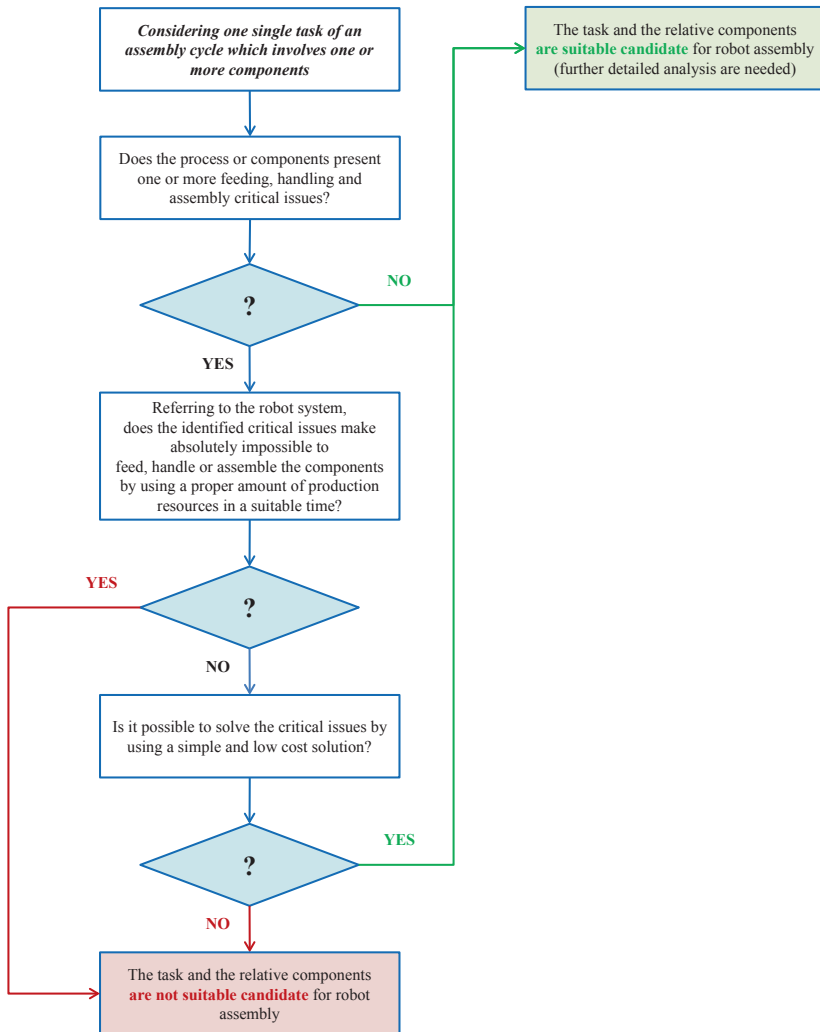 Considering one single task of an
assembly cycle which involves one or
more components
The task and the relative components
are suitable candidate for robot assembly
(further detailed analysis are needed)
Does the process or components present
one or more feeding, handling and
assembly critical issues?
?
NO
YES
Referring to the robot system,
does the identified critical issues make
absolutely impossible to
feed, handle or assemble the components
by using a proper amount of production
resources in a suitable time?
YES
?
NO
Is it possible to solve the critical issues by
using a simple and low cost solution?
?
YES
NO
The task and the relative components
are not suitable candidate for robot
assembly